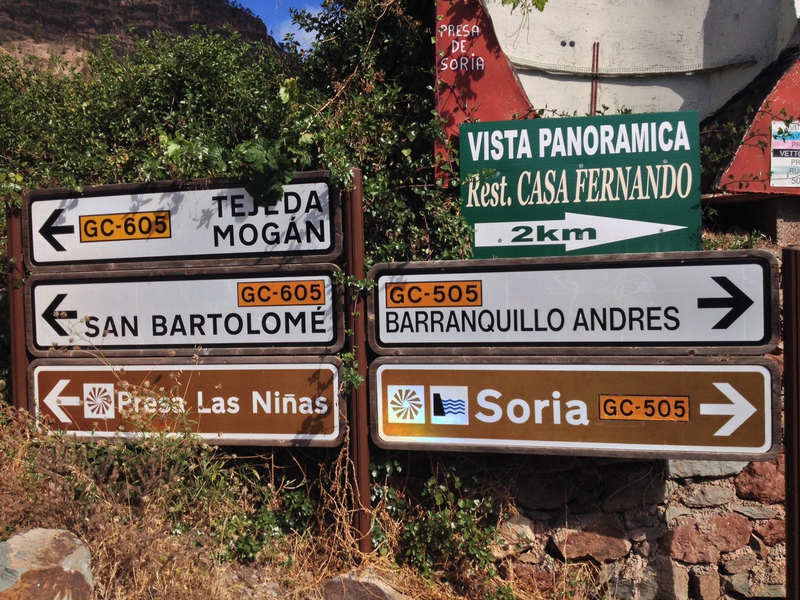 PRESA
DE
SORIA
VISTA PANORAMICA
Rest. CASA FERNANDO
2km
GC-605
TEJEDA
MOGÁN
GC-605
SAN BARTOLOMÉ
Presa Las Niñas
GC-505
BARRANQUILLO ANDRES
Soria GC-505